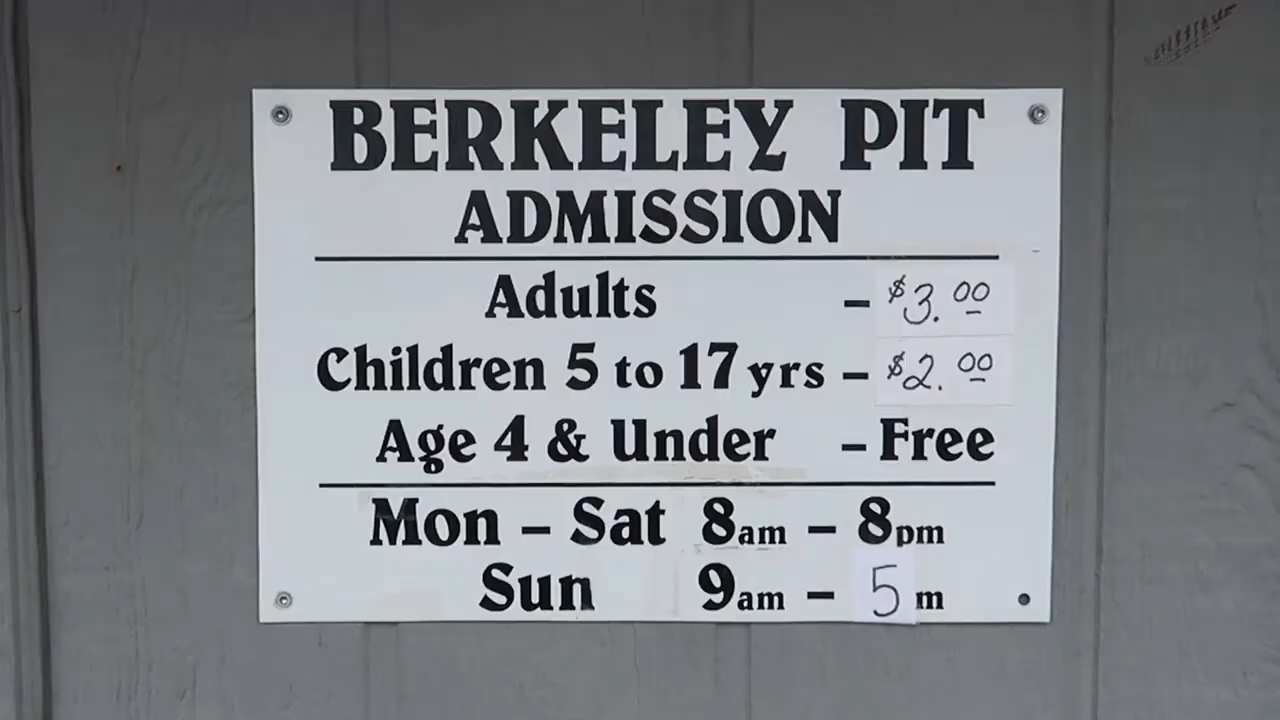 BERKELEY PIT
ADMISSION
Adults - $3.00
Children 5 to 17 yrs - $2.00
Age 4 & Under - Free
Mon - Sat 8am - 8pm
Sun 9am - 5 m